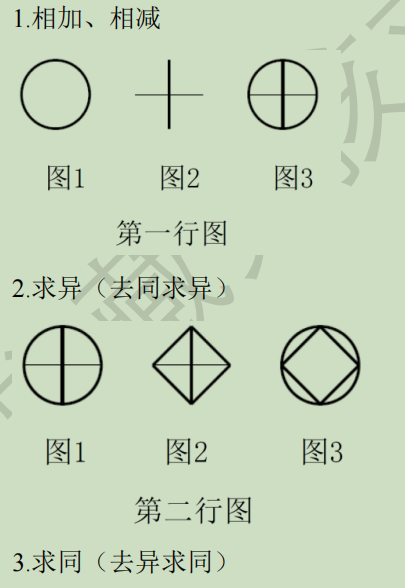 1.相加、相减
图1 图2 图3
第一行图
2.求异（去同求异）
图1 图2 图3
第二行图
3.求同（去异求同）